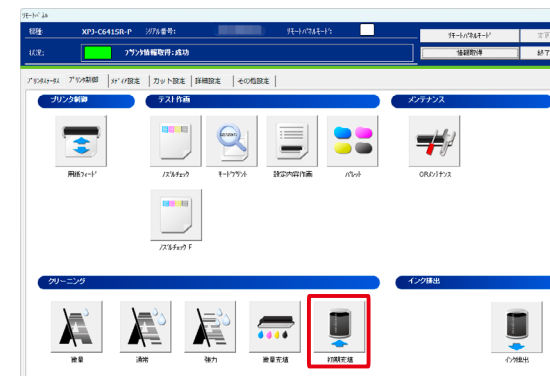 ﾘﾓｰﾄﾊﾟﾈﾙ
機種:
XPJ-C641SR-P
ｼﾘｱﾙ番号:
ﾘﾓｰﾄﾊﾟﾈﾙﾓｰﾄﾞ:
ﾘﾓｰﾄﾊﾟﾈﾙﾓｰﾄﾞ
状況:
ﾌﾟﾘﾝﾀ情報取得:成功
情報取得
終了
ﾌﾟﾘﾝﾀｽﾃｰﾀｽ
ﾌﾟﾘﾝﾀ制御
ﾒﾃﾞｨｱ設定
カット設定
詳細設定
その他設定
プリンタ制御
テスト作画
メンテナンス
用紙ﾌｨｰﾄﾞ
ﾉｽﾞﾙﾁｪｯｸ
ﾓｰﾄﾞﾌﾟﾘﾝﾄ
設定内容作画
ﾊﾟﾚｯﾄ
CRﾒﾝﾃﾅﾝｽ
ﾉｽﾞﾙﾁｪｯｸ F
クリーニング
インク排出
微量
通常
強力
微量充填
初期充填
ｲﾝｸ排出